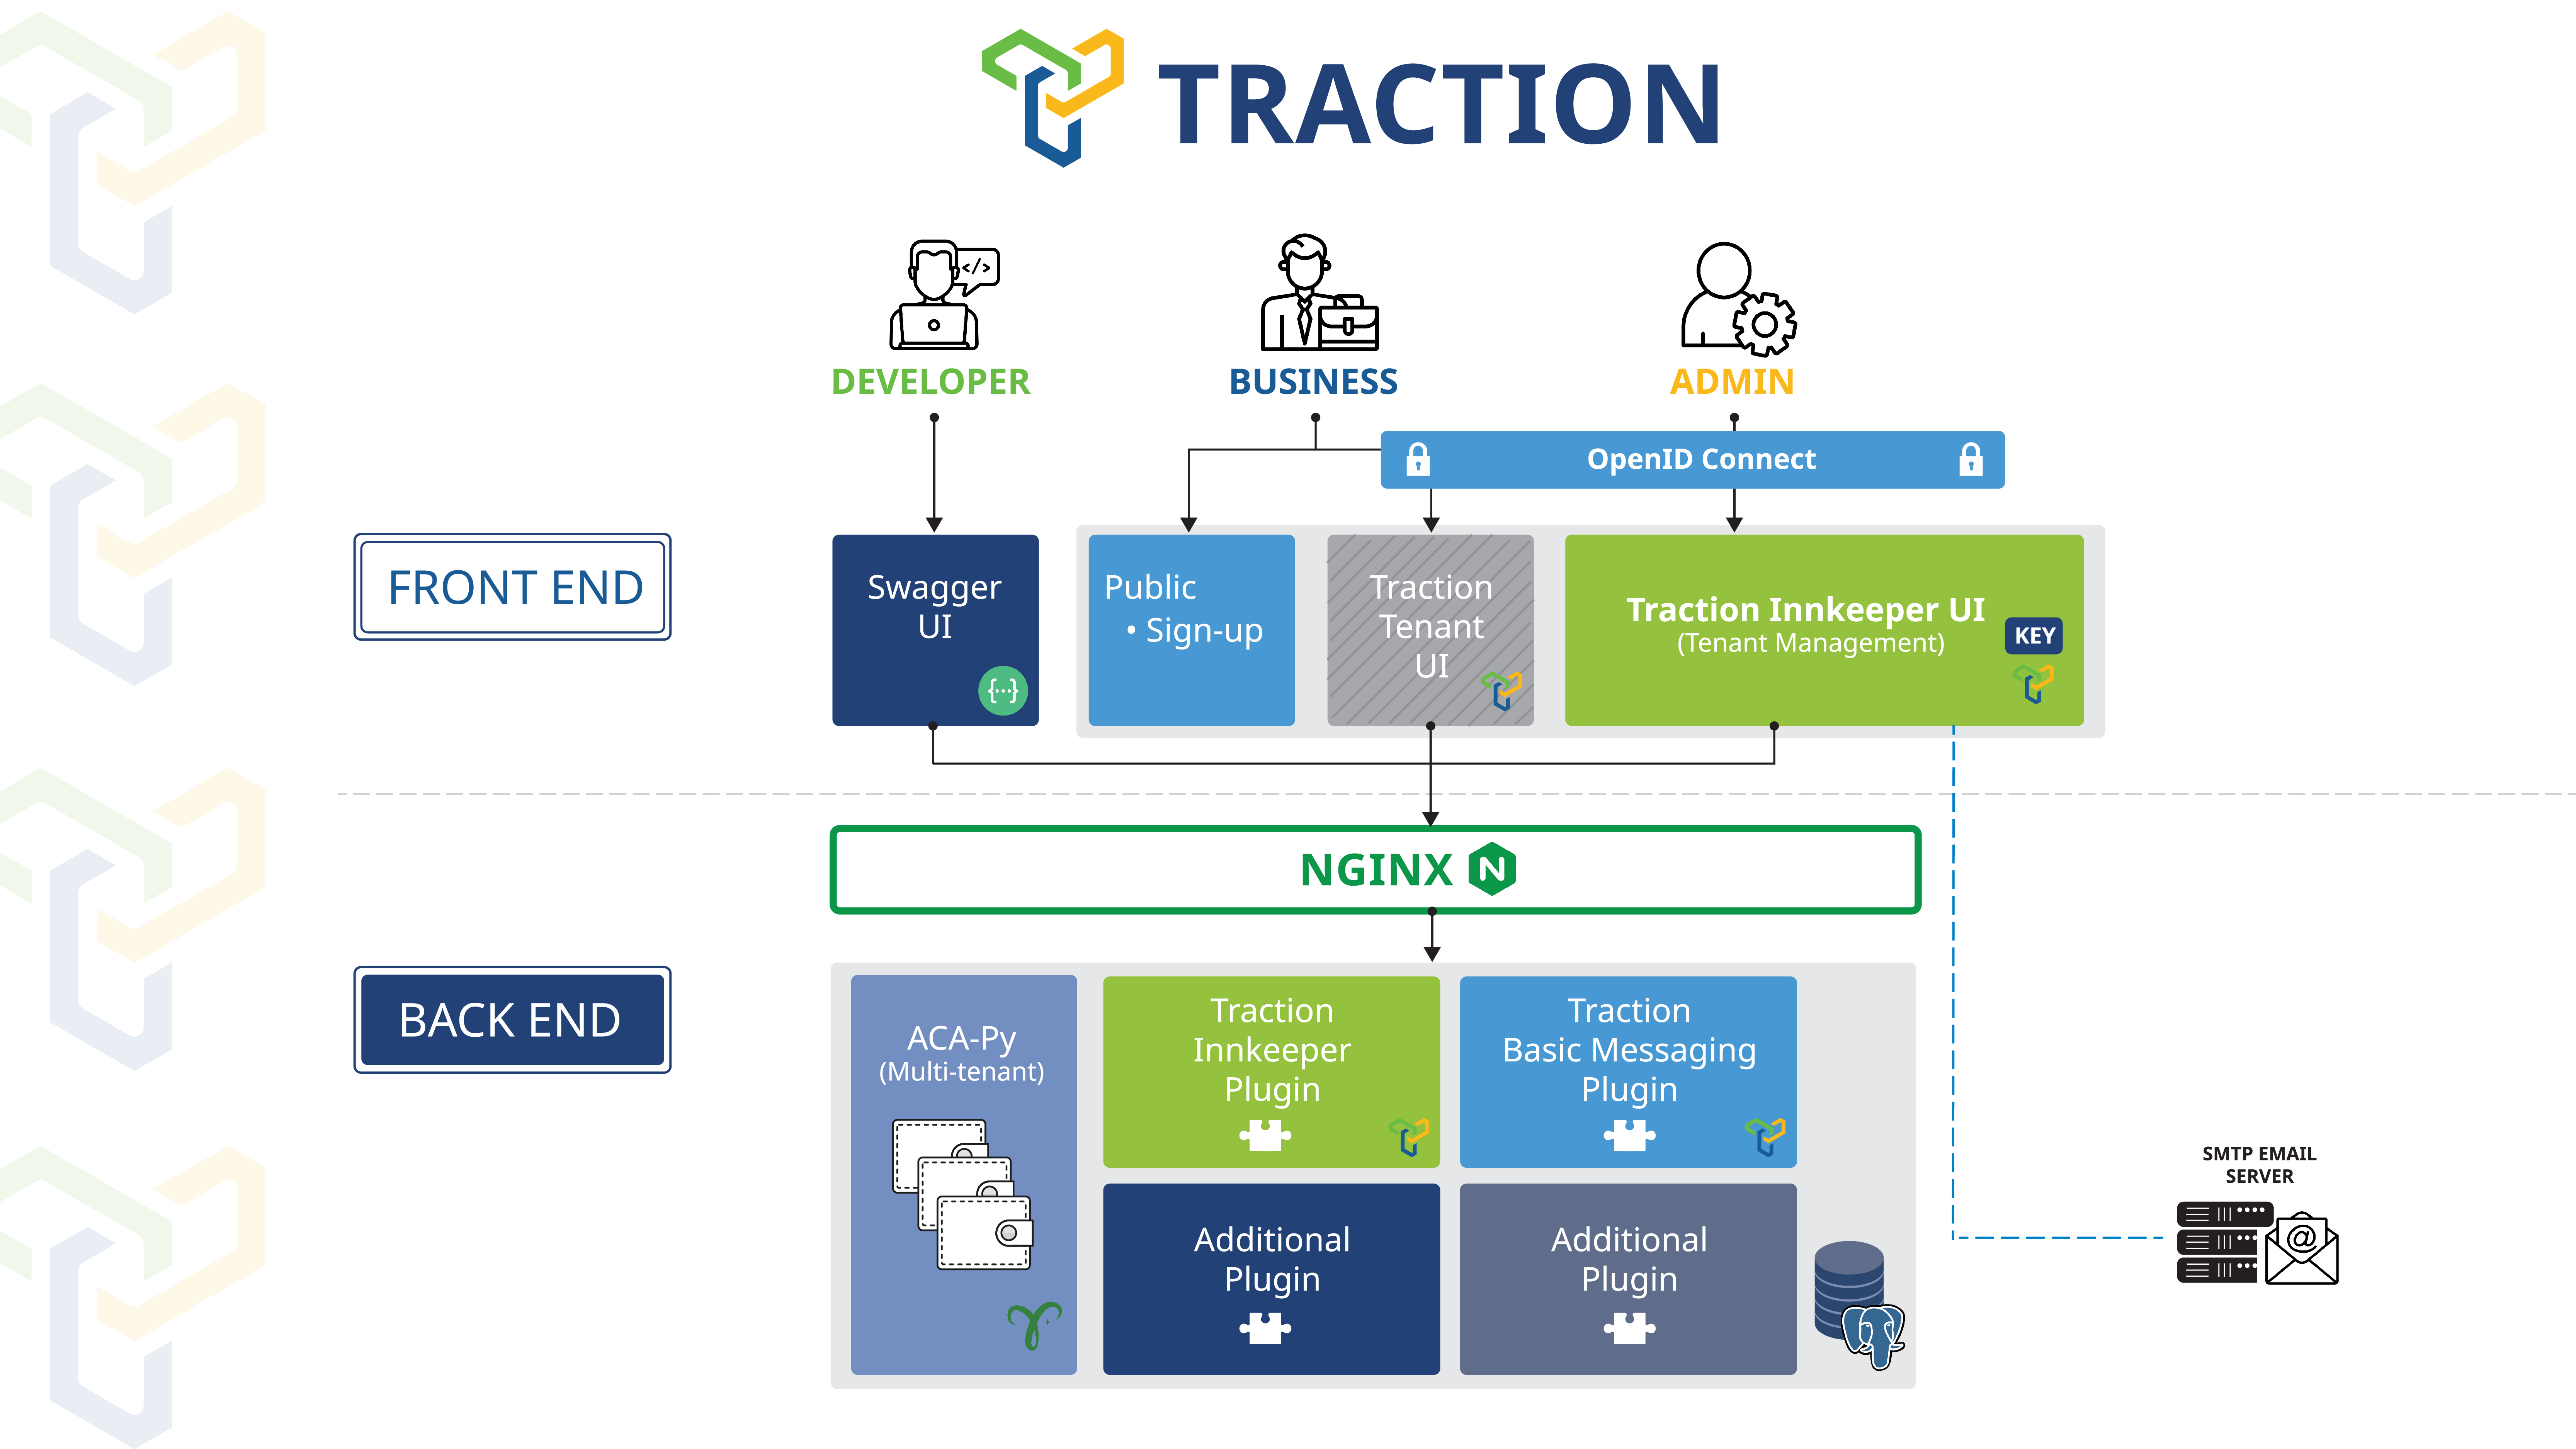 TRACTION
</>
DEVELOPER
BUSINESS
ADMIN
OpenID Connect
FRONT END
Swagger
UI
{···}
Public
• Sign-up
Traction
Tenant
UI
Traction Innkeeper UI
(Tenant Management)
KEY
NGINX N
BACK END
ACA-Py
(Multi-tenant)
Traction
Innkeeper
Plugin
Traction
Basic Messaging
Plugin
Additional
Plugin
Additional
Plugin
SMTP EMAIL
SERVER
@